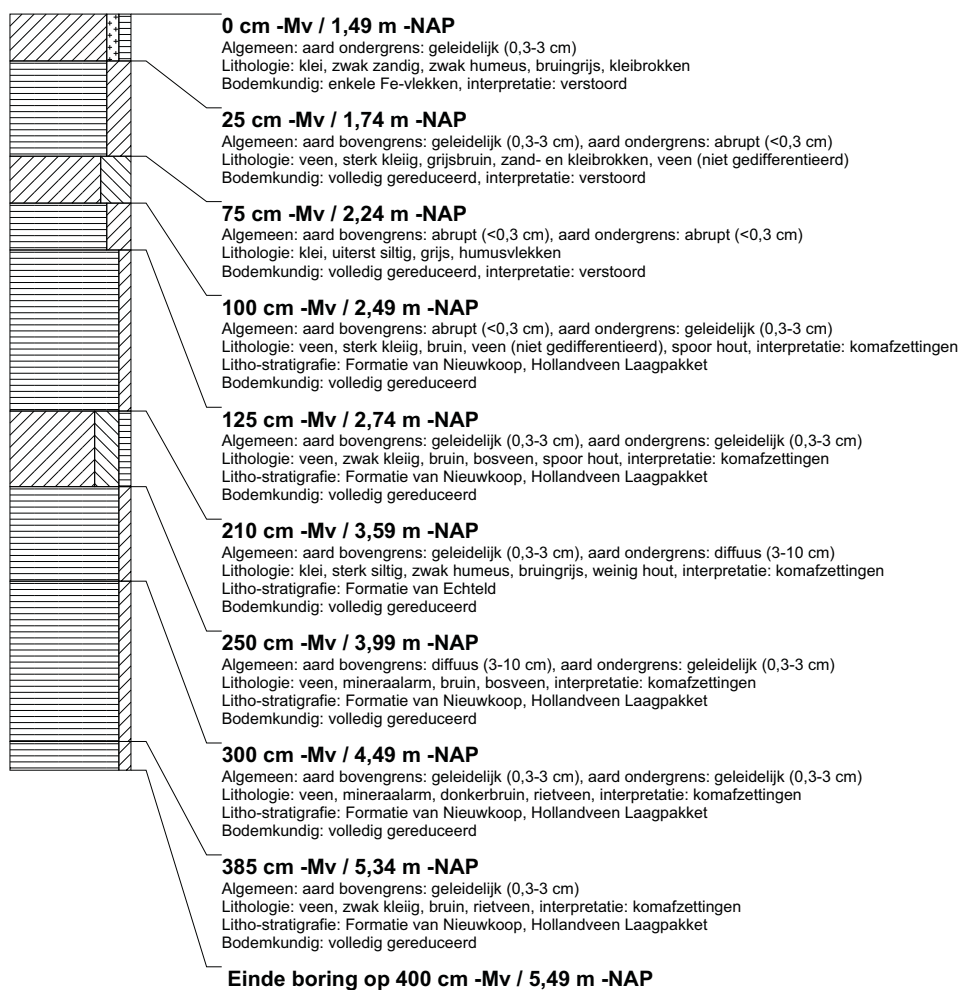 0 cm -Mv / 1,49 m -NAP
Algemeen: aard ondergrens: geleidelijk (0,3-3 cm)
Lithologie: klei, zwak zandig, zwak humeus, bruingrijs, kleibrokken
Bodemkundig: enkele Fe-vlekken, interpretatie: verstoord
25 cm -Mv / 1,74 m -NAP
Algemeen: aard bovengrens: geleidelijk (0,3-3 cm), aard ondergrens: abrupt (<0,3 cm)
Lithologie: veen, sterk kleiig, grijsbruin, zand- en kleibrokken, veen (niet gedifferentieerd)
Bodemkundig: volledig gereduceerd, interpretatie: verstoord
75 cm -Mv / 2,24 m -NAP
Algemeen: aard bovengrens: abrupt (<0,3 cm), aard ondergrens: abrupt (<0,3 cm)
Lithologie: klei, uiterst siltig, grijs, humusvlekken
Bodemkundig: volledig gereduceerd, interpretatie: verstoord
100 cm -Mv / 2,49 m -NAP
Algemeen: aard bovengrens: abrupt (<0,3 cm), aard ondergrens: geleidelijk (0,3-3 cm)
Lithologie: veen, sterk kleiig, bruin, veen (niet gedifferentieerd), spoor hout, interpretatie: komafzettingen
Litho-stratigrafie: Formatie van Nieuwkoop, Hollandveen Laagpakket
Bodemkundig: volledig gereduceerd
125 cm -Mv / 2,74 m -NAP
Algemeen: aard bovengrens: geleidelijk (0,3-3 cm), aard ondergrens: geleidelijk (0,3-3 cm)
Lithologie: veen, zwak kleiig, bruin, bosveen, spoor hout, interpretatie: komafzettingen
Litho-stratigrafie: Formatie van Nieuwkoop, Hollandveen Laagpakket
Bodemkundig: volledig gereduceerd
210 cm -Mv / 3,59 m -NAP
Algemeen: aard bovengrens: geleidelijk (0,3-3 cm), aard ondergrens: diffuus (3-10 cm)
Lithologie: klei, sterk siltig, zwak humeus, bruingrijs, weinig hout, interpretatie: komafzettingen
Litho-stratigrafie: Formatie van Echteld
Bodemkundig: volledig gereduceerd
250 cm -Mv / 3,99 m -NAP
Algemeen: aard bovengrens: diffuus (3-10 cm), aard ondergrens: geleidelijk (0,3-3 cm)
Lithologie: veen, mineraalarm, bruin, bosveen, interpretatie: komafzettingen
Litho-stratigrafie: Formatie van Nieuwkoop, Hollandveen Laagpakket
Bodemkundig: volledig gereduceerd
300 cm -Mv / 4,49 m -NAP
Algemeen: aard bovengrens: geleidelijk (0,3-3 cm), aard ondergrens: geleidelijk (0,3-3 cm)
Lithologie: veen, mineraalarm, donkerbruin, rietveen, interpretatie: komafzettingen
Litho-stratigrafie: Formatie van Nieuwkoop, Hollandveen Laagpakket
Bodemkundig: volledig gereduceerd
385 cm -Mv / 5,34 m -NAP
Algemeen: aard bovengrens: geleidelijk (0,3-3 cm)
Lithologie: veen, zwak kleiig, bruin, rietveen, interpretatie: komafzettingen
Litho-stratigrafie: Formatie van Nieuwkoop, Hollandveen Laagpakket
Bodemkundig: volledig gereduceerd
Einde boring op 400 cm -Mv / 5,49 m -NAP